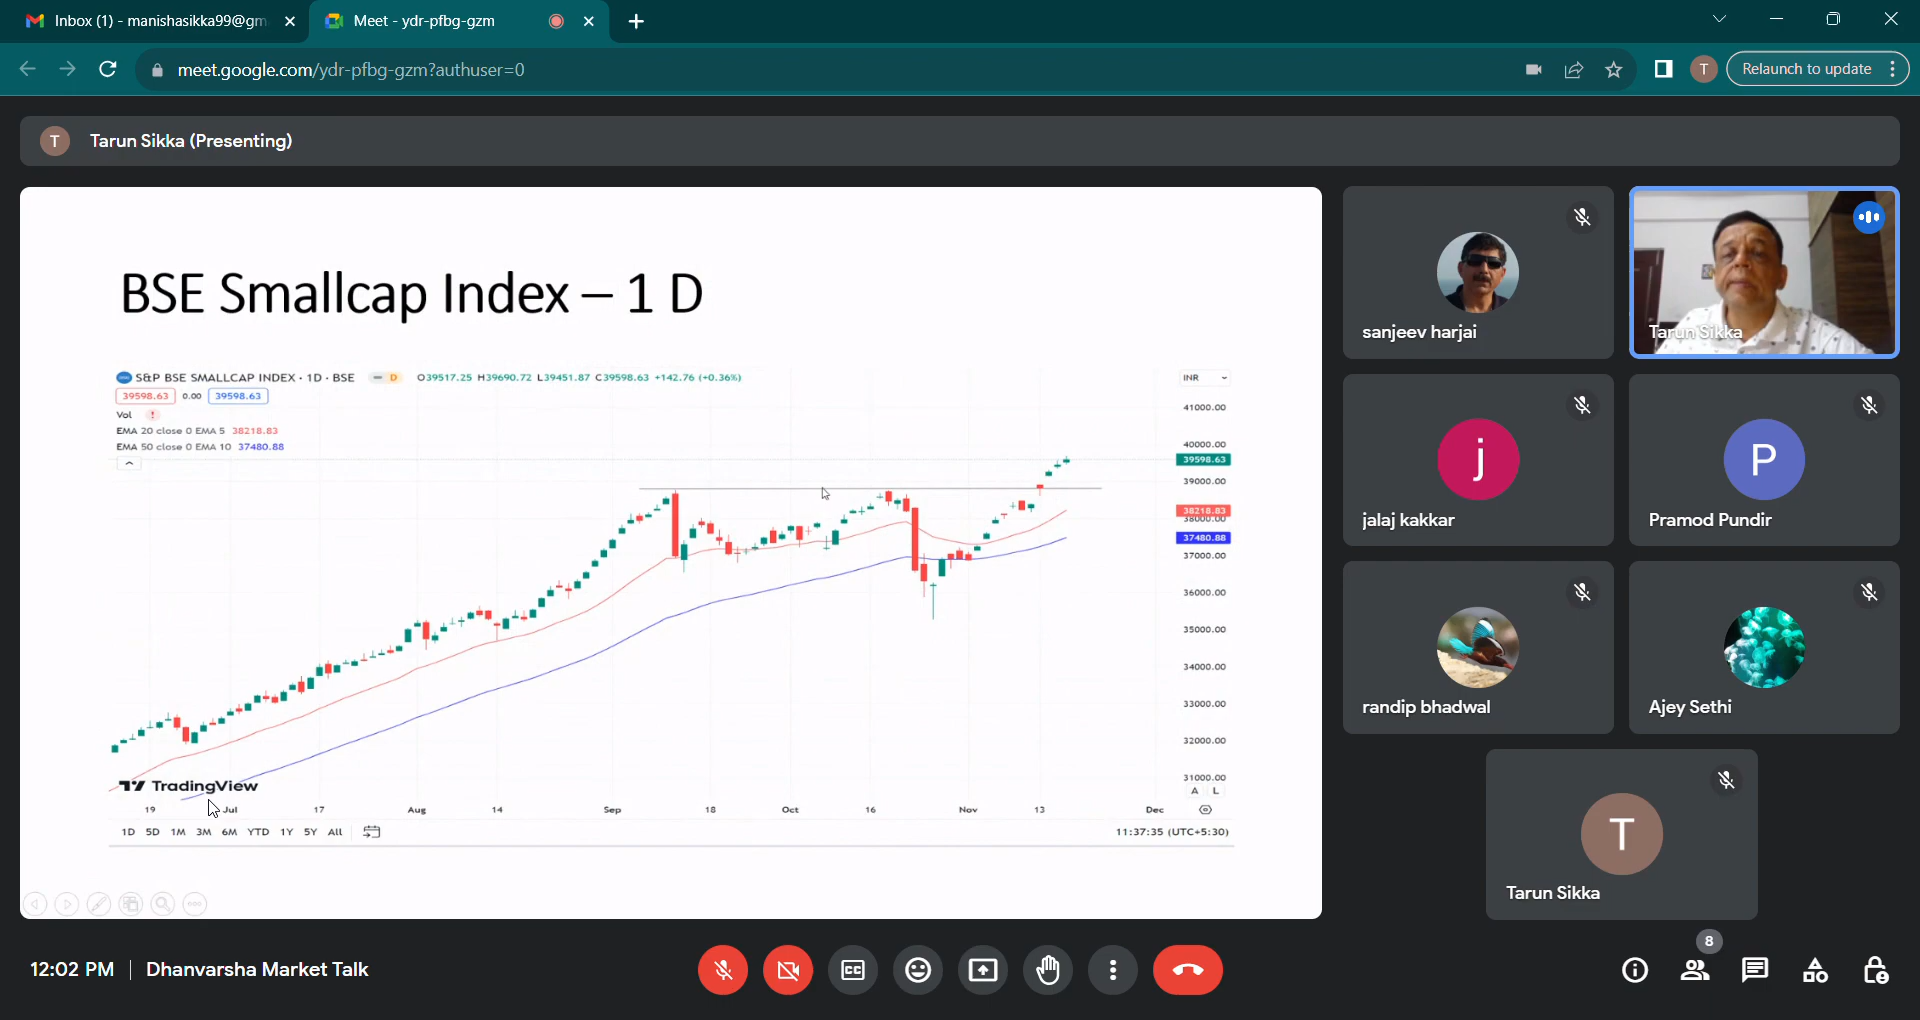 Inbox (1) - manishasikka99@gm
Meet - ydr-pfbg-gzm
meet.google.com/ydr-pfbg-gzm?authuser=0
T
Relaunch to update
T
Tarun Sikka (Presenting)
BSE Smallcap Index – 1 D
S&P BSE SMALLCAP INDEX · 1D · BSE
D
O39517.25 H39690.72 L39451.87 C39598.63 +142.76 (+0.36%)
INR
39598.63
0.00
39598.63
Vol
!
EMA 20 close 0 EMA 5 38218.83
EMA 50 close 0 EMA 10 37480.88
41000.00
40000.00
39598.63
39000.00
38218.83
38000.00
37480.88
37000.00
36000.00
35000.00
34000.00
33000.00
32000.00
31000.00
A L
TradingView
19 Jul 17 Aug 14 Sep 18 Oct 16 Nov 13 Dec
1D 5D 1M 3M 6M YTD 1Y 5Y All
11:37:35 (UTC+5:30)
sanjeev harjai
Tarun Sikka
j
jalaj kakkar
P
Pramod Pundir
randip bhadwal
Ajey Sethi
T
Tarun Sikka
12:02 PM | Dhanvarsha Market Talk
CC
8